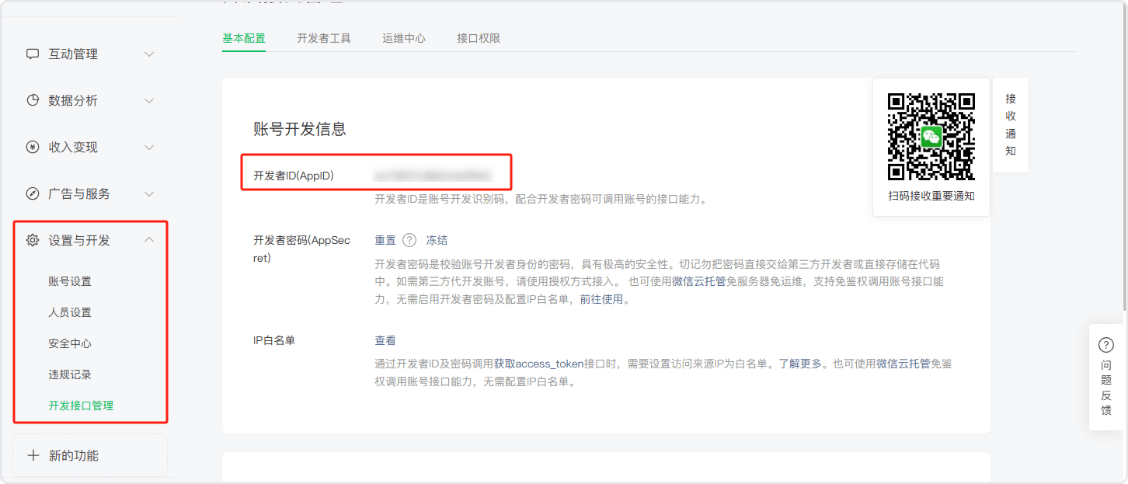 互动管理
数据分析
收入变现
广告与服务
设置与开发
账号设置
人员设置
安全中心
违规记录
开发接口管理
新的功能
基本配置 开发者工具 运维中心 接口权限
账号开发信息
开发者ID(AppID)
开发者ID是账号开发识别码，配合开发者密码可调用账号的接口能力。
开发者密码(AppSec
ret)
重置 ? 冻结
开发者密码是校验账号开发者身份的密码，具有极高的安全性。切记勿把密码直接交给第三方开发者或直接存储在代码
中。如需第三方代开发账号，请使用授权方式接入。 也可使用微信云托管免服务器免运维，支持免鉴权调用账号接口能
力，无需启用开发者密码及配置IP白名单，前往使用。
IP白名单
查看
通过开发者ID及密码调用获取access_token接口时，需要设置访问来源IP为白名单。了解更多。也可使用微信云托管免鉴
权调用账号接口能力，无需配置IP白名单。
扫码接收重要通知
接
收
通
知
?
问
题
反
馈